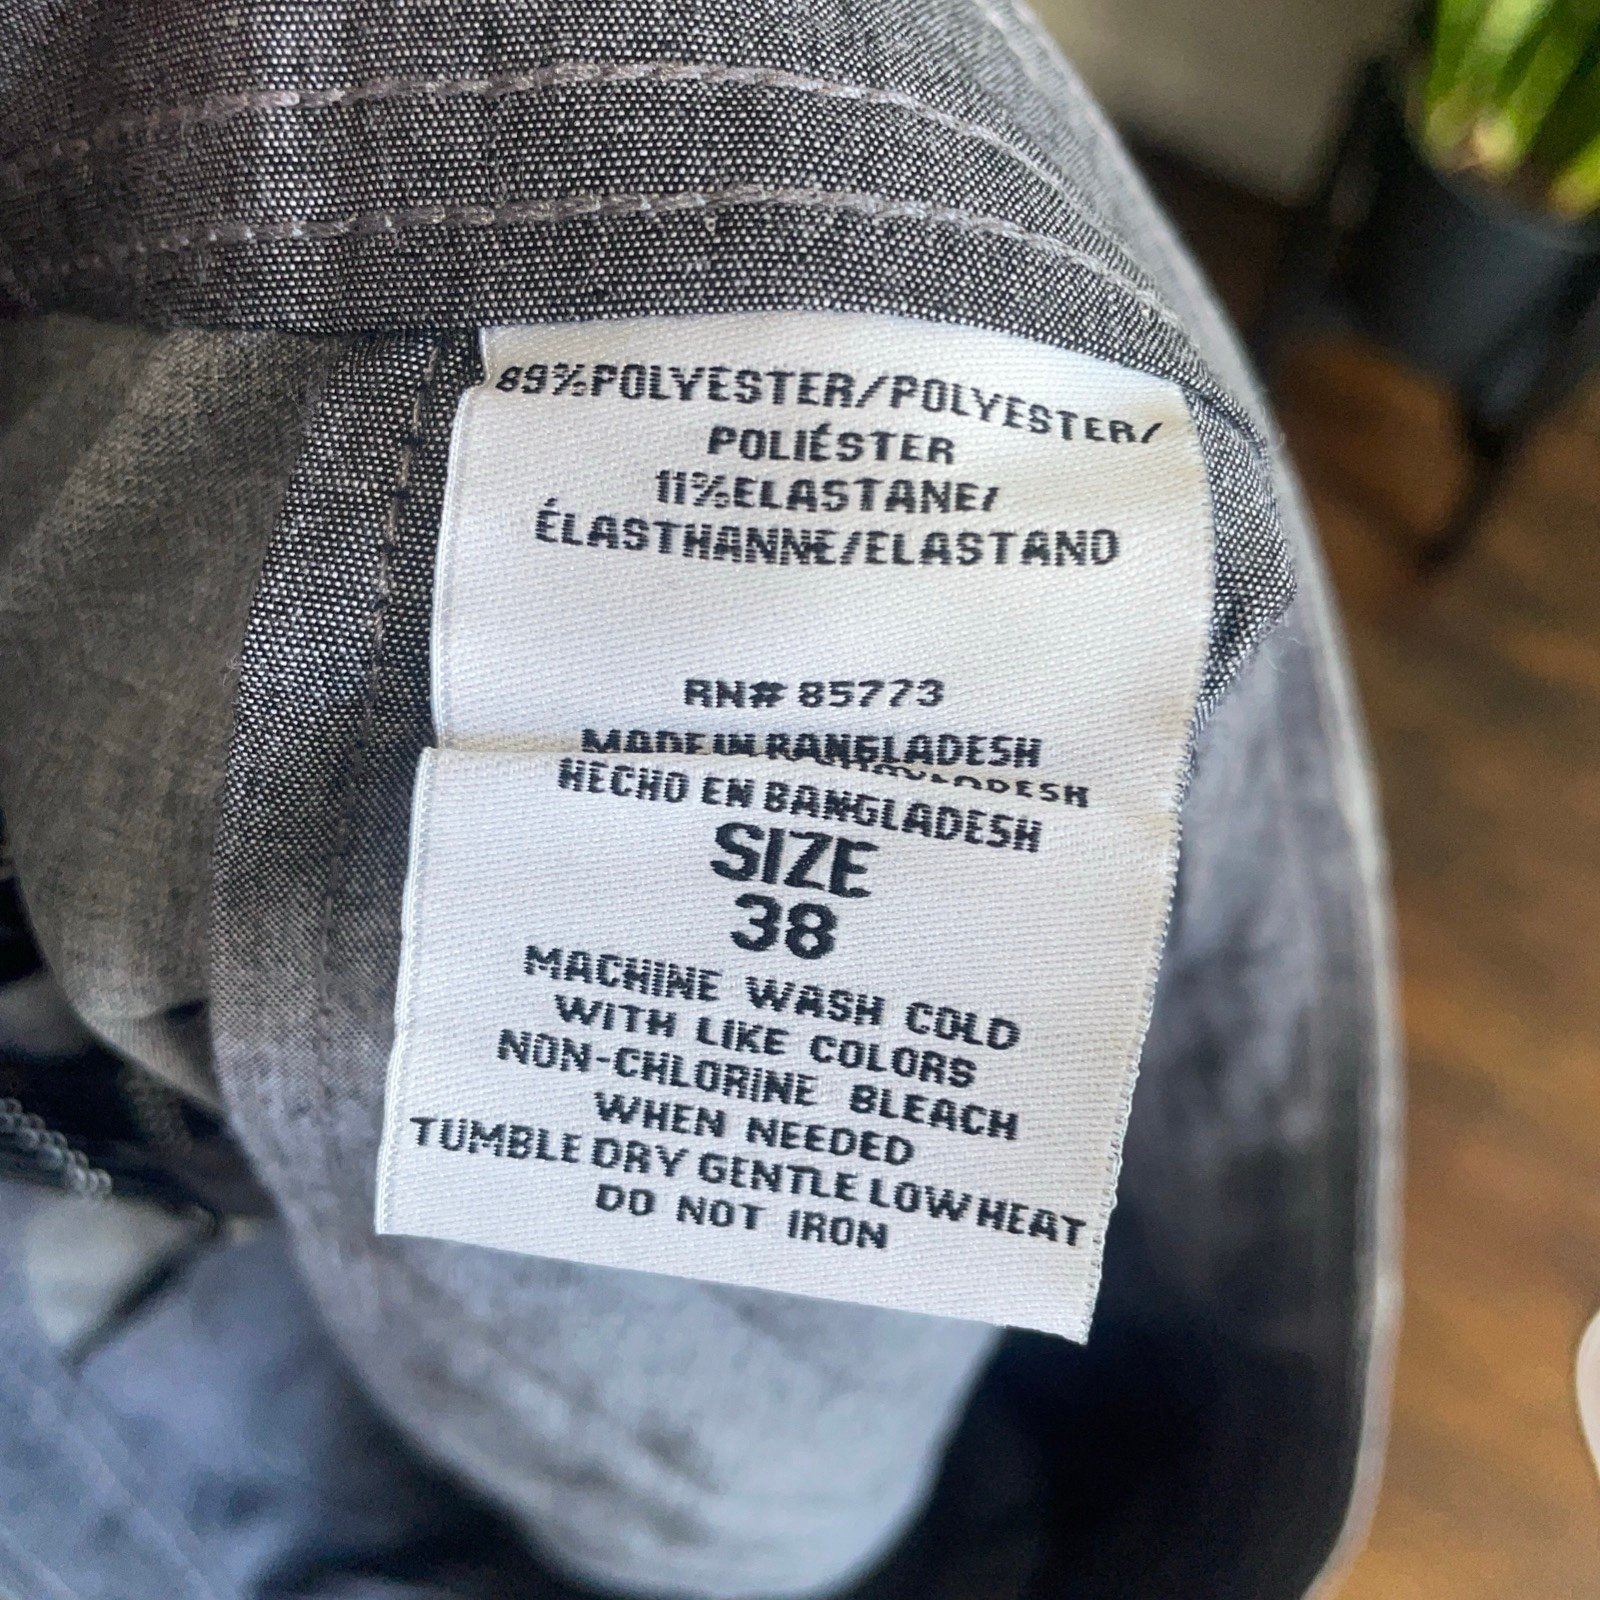 89%POLYESTER/POLYESTER/
POLIÉSTER
11%ELASTANE/
ÉLASTHANNE/ELASTAND
RN# 85773
MADE IN BANGLADESH
HECHO EN BANGLADESH
SIZE
38
MACHINE WASH COLD
WITH LIKE COLORS
NON-CHLORINE BLEACH
WHEN NEEDED
TUMBLE DRY GENTLE LOW HEAT
DO NOT IRON